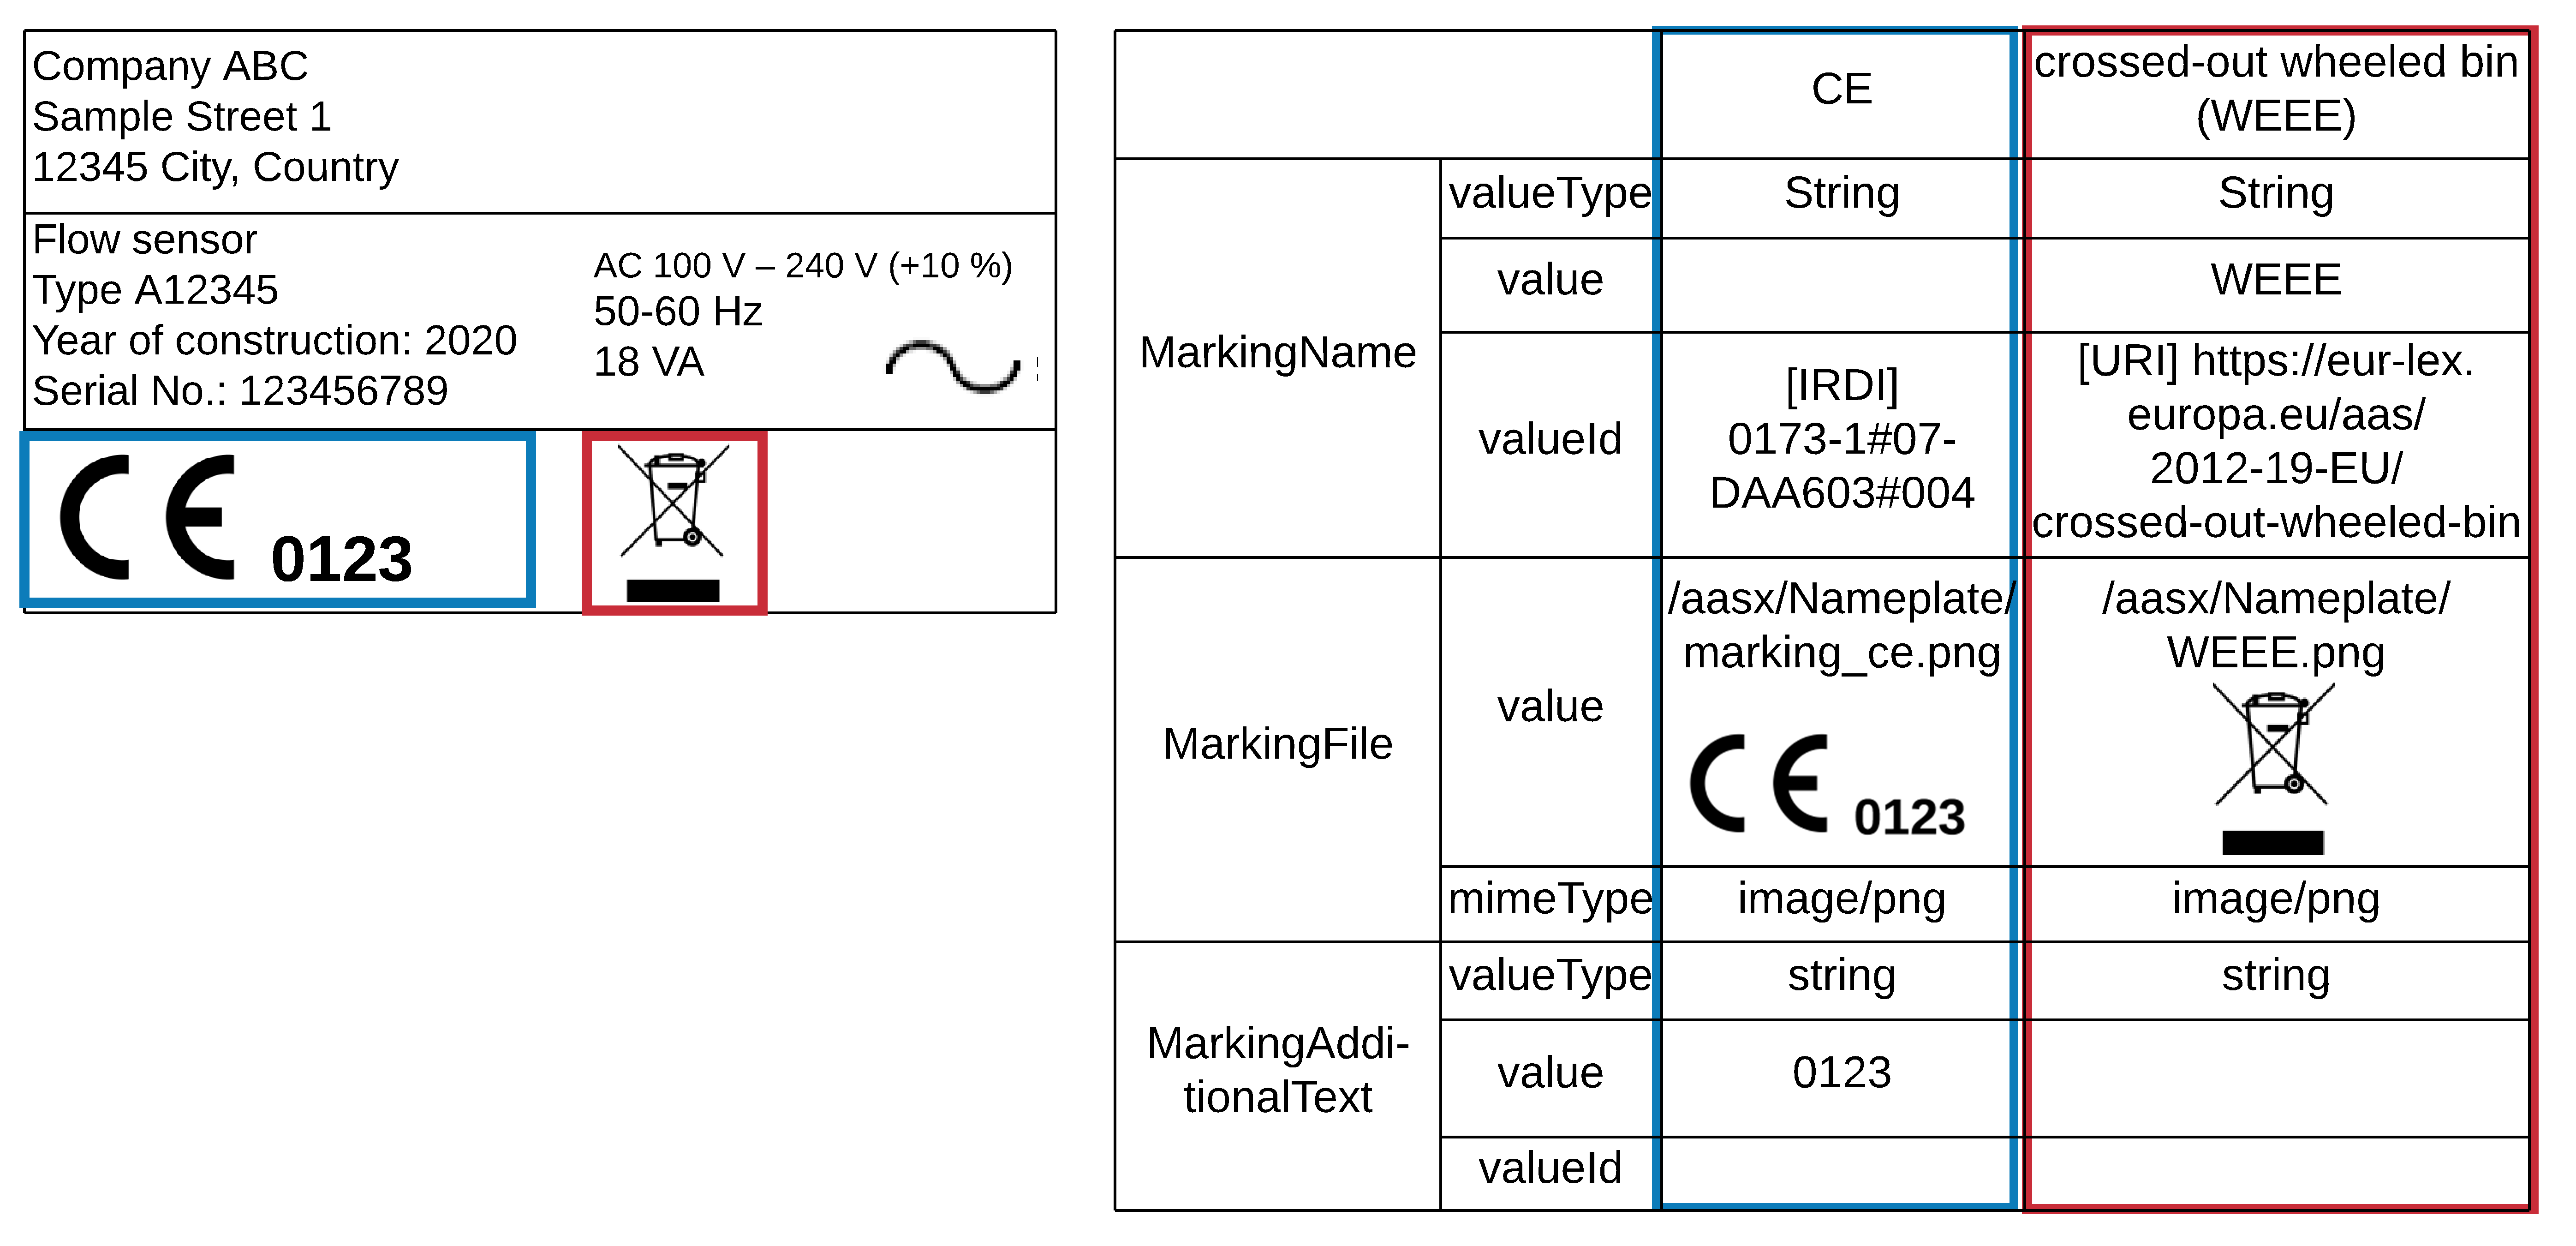 Company ABC
Sample Street 1
12345 City, Country
Flow sensor
Type A12345
Year of construction: 2020
Serial No.: 123456789
AC 100 V – 240 V (+10 %)
50-60 Hz
18 VA
CE 0123
CE
crossed-out wheeled bin
(WEEE)
MarkingName
valueType
String
String
value
WEEE
valueId
[IRDI]
0173-1#07-
DAA603#004
[URI] https://eur-lex.
europa.eu/aas/
2012-19-EU/
crossed-out-wheeled-bin
MarkingFile
value
/aasx/Nameplate/
marking_ce.png
CE 0123
/aasx/Nameplate/
WEEE.png
mimeType
image/png
image/png
MarkingAddi-
tionalText
valueType
string
string
value
0123
valueId